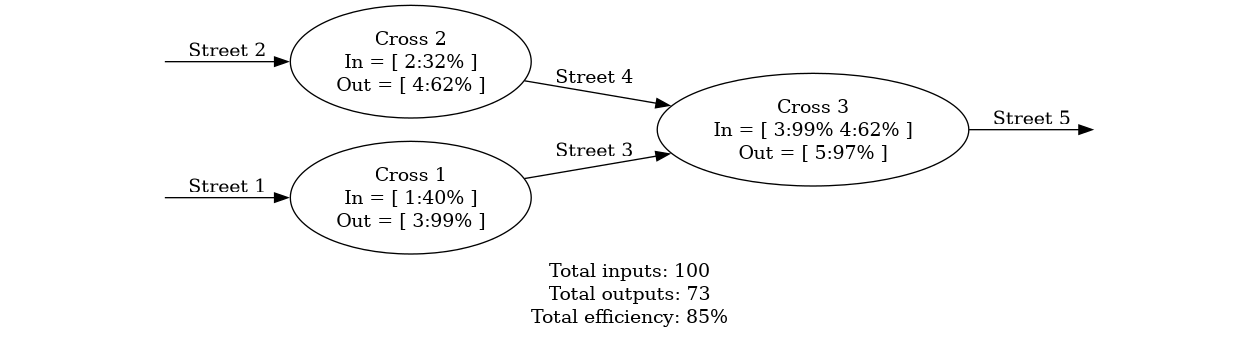 Street 2
Cross 2
In = [ 2:32% ]
Out = [ 4:62% ]
Street 4
Cross 3
In = [ 3:99% 4:62% ]
Out = [ 5:97% ]
Street 5
Street 1
Cross 1
In = [ 1:40% ]
Out = [ 3:99% ]
Street 3
Total inputs: 100
Total outputs: 73
Total efficiency: 85%